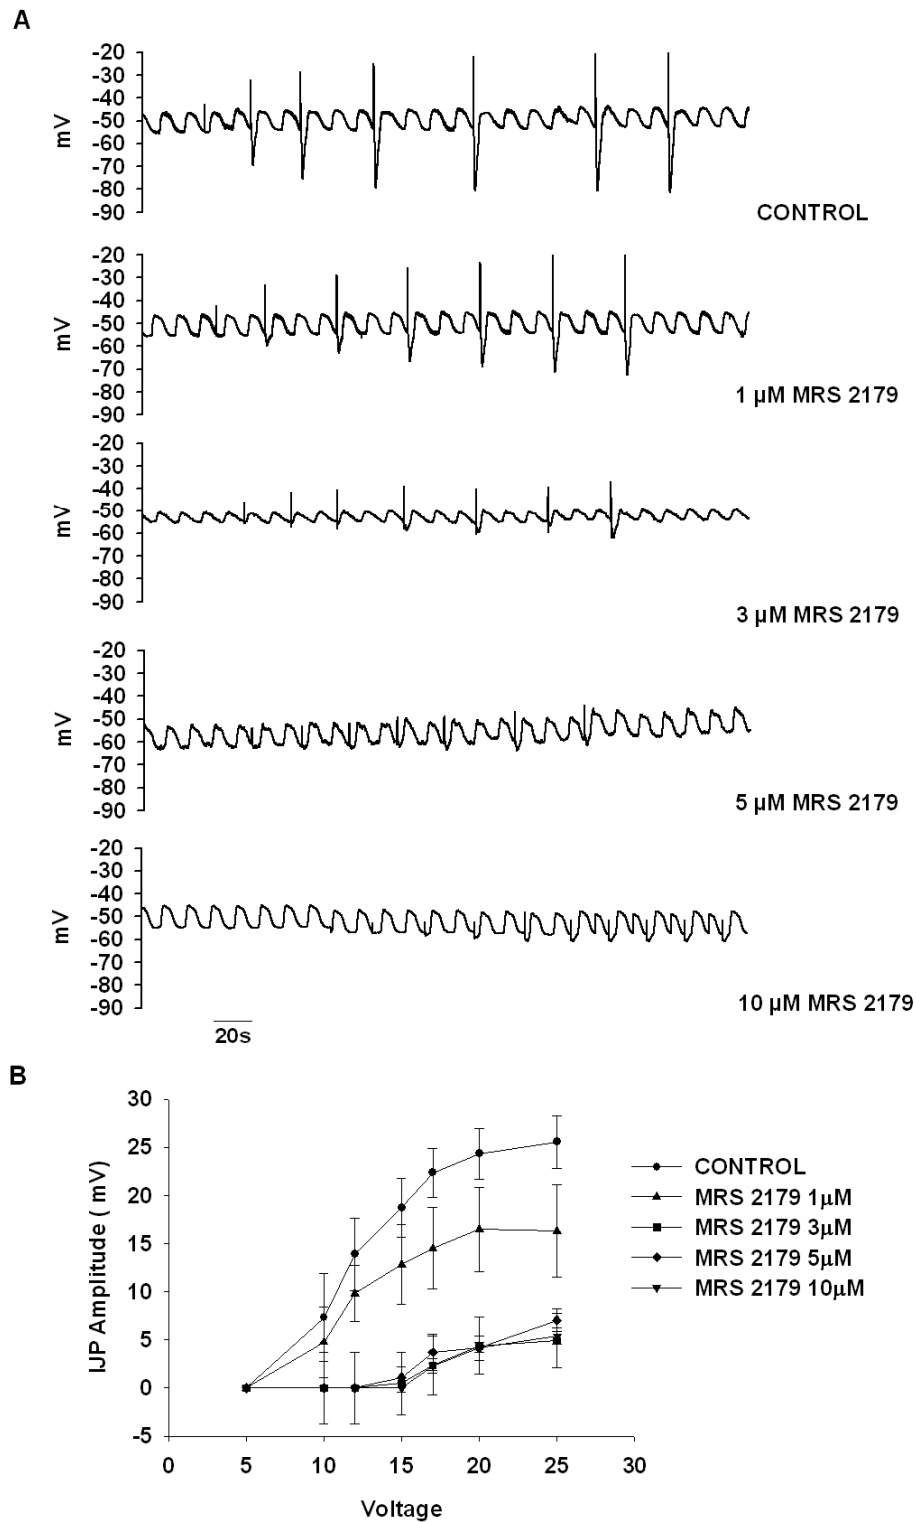 A
-20
-30
-40
-50
-60
-70
-80
-90
mV
CONTROL
-20
-30
-40
-50
-60
-70
-80
-90
mV
1 µM MRS 2179
-20
-30
-40
-50
-60
-70
-80
-90
mV
3 µM MRS 2179
-20
-30
-40
-50
-60
-70
-80
-90
mV
5 µM MRS 2179
-20
-30
-40
-50
-60
-70
-80
-90
mV
10 µM MRS 2179
20s
B
30
25
20
15
10
5
0
-5
IJP Amplitude ( mV)
0 5 10 15 20 25 30
Voltage
CONTROL
MRS 2179 1µM
MRS 2179 3µM
MRS 2179 5µM
MRS 2179 10µM